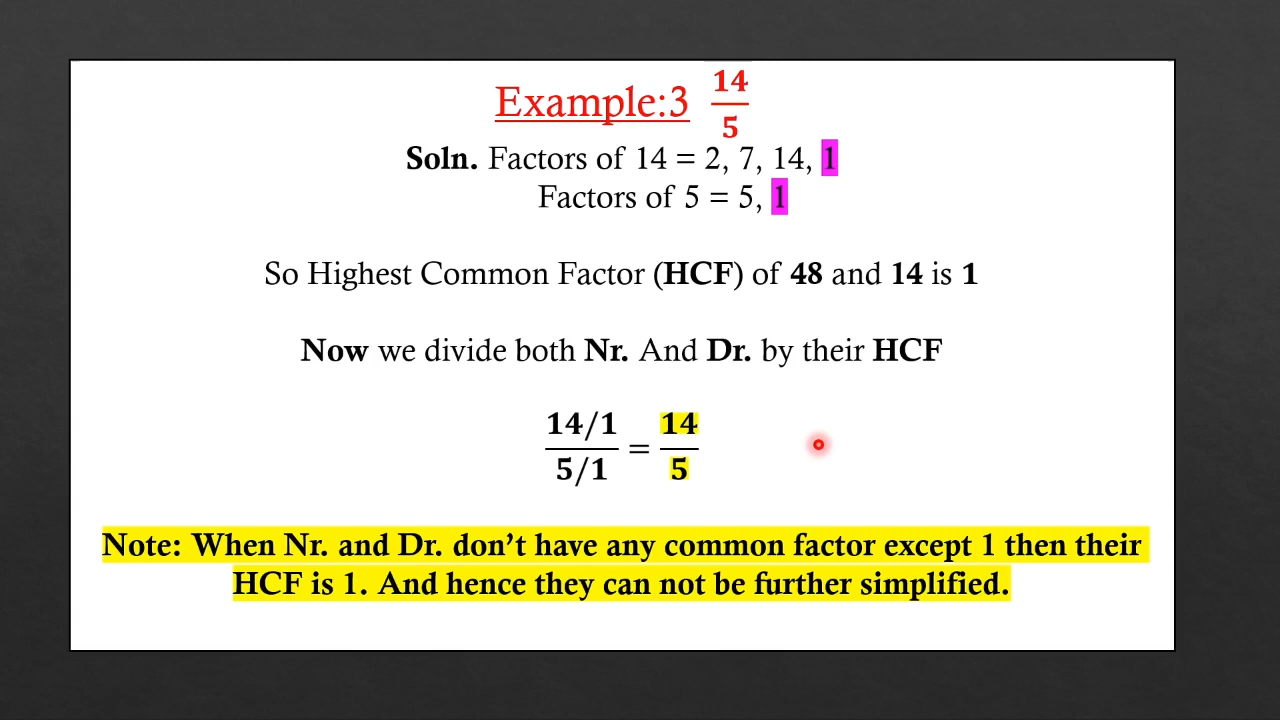 Example:3 14/5
Soln. Factors of 14 = 2, 7, 14, 1
Factors of 5 = 5, 1
So Highest Common Factor (HCF) of 48 and 14 is 1
Now we divide both Nr. And Dr. by their HCF
14/1 = 14
5/1 5
Note: When Nr. and Dr. don’t have any common factor except 1 then their
HCF is 1. And hence they can not be further simplified.